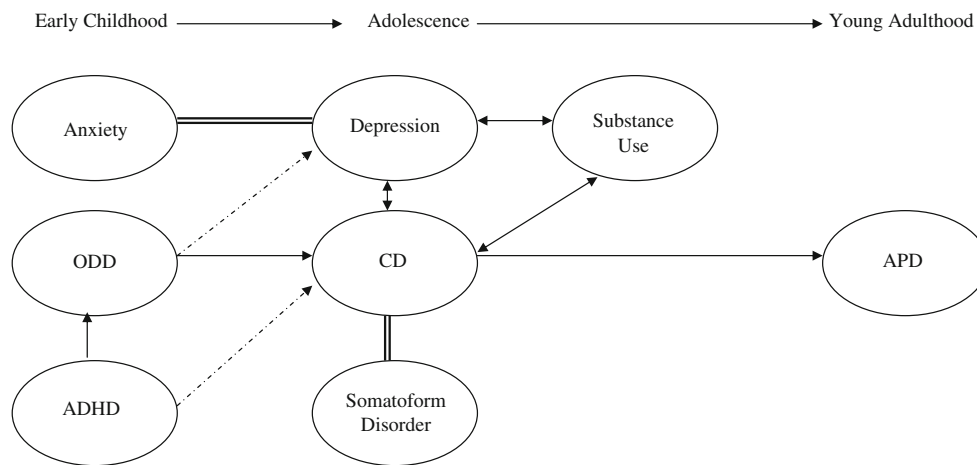 Early Childhood Adolescence Young Adulthood
Anxiety
Depression
Substance
Use
ODD
CD
APD
ADHD
Somatoform
Disorder